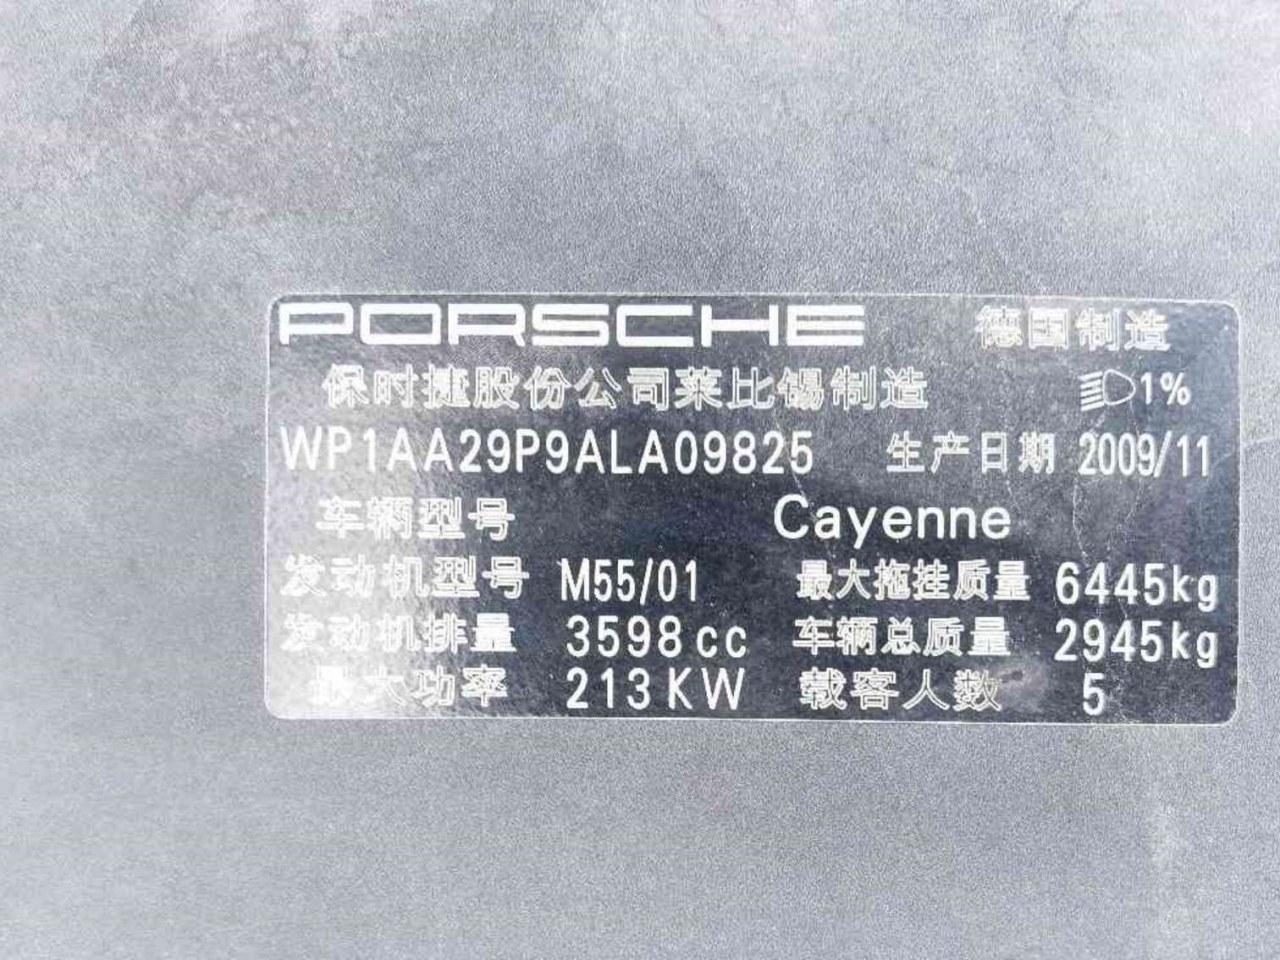 PORSCHE 德国制造
保时捷股份公司莱比锡制造 1%
WP1AA29P9ALA09825 生产日期 2009/11
车辆型号 Cayenne
发动机型号 M55/01 最大拖挂质量 6445kg
发动机排量 3598cc 车辆总质量 2945kg
最大功率 213KW 载客人数 5